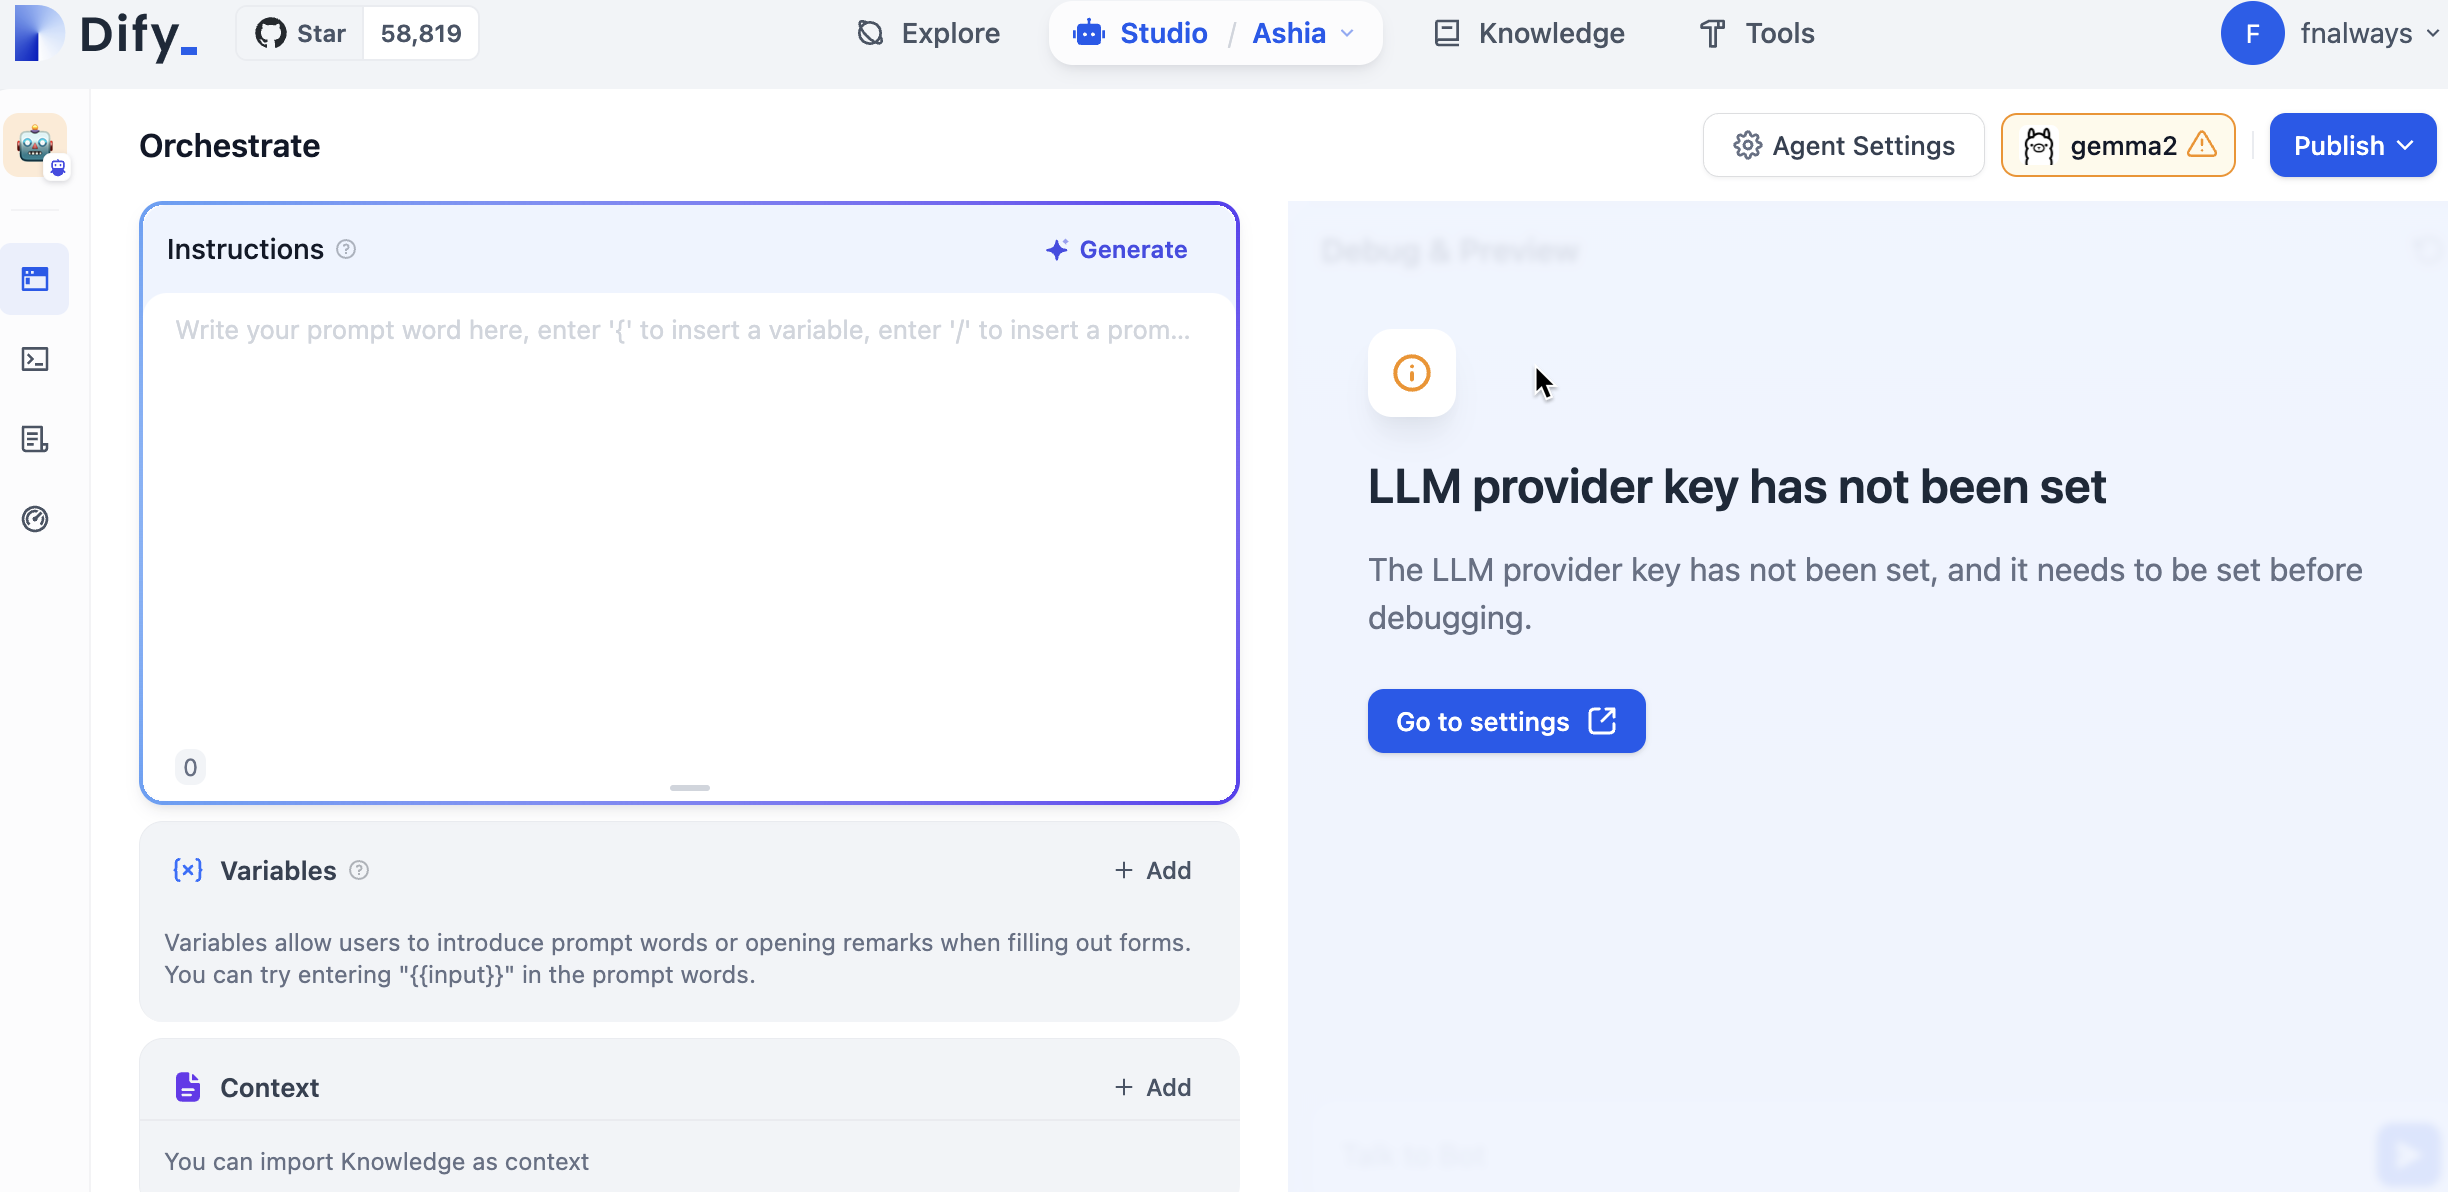 Dify_
Star 58,819
Explore
Studio / Ashia
Knowledge
Tools
F fnalways
Orchestrate
Agent Settings
gemma2
Publish
Instructions
Generate
Write your prompt word here, enter '{' to insert a variable, enter '/' to insert a prom...
0
Debug & Preview
LLM provider key has not been set
The LLM provider key has not been set, and it needs to be set before
debugging.
Go to settings
{x} Variables
+ Add
Variables allow users to introduce prompt words or opening remarks when filling out forms.
You can try entering "{{input}}" in the prompt words.
Context
+ Add
You can import Knowledge as context